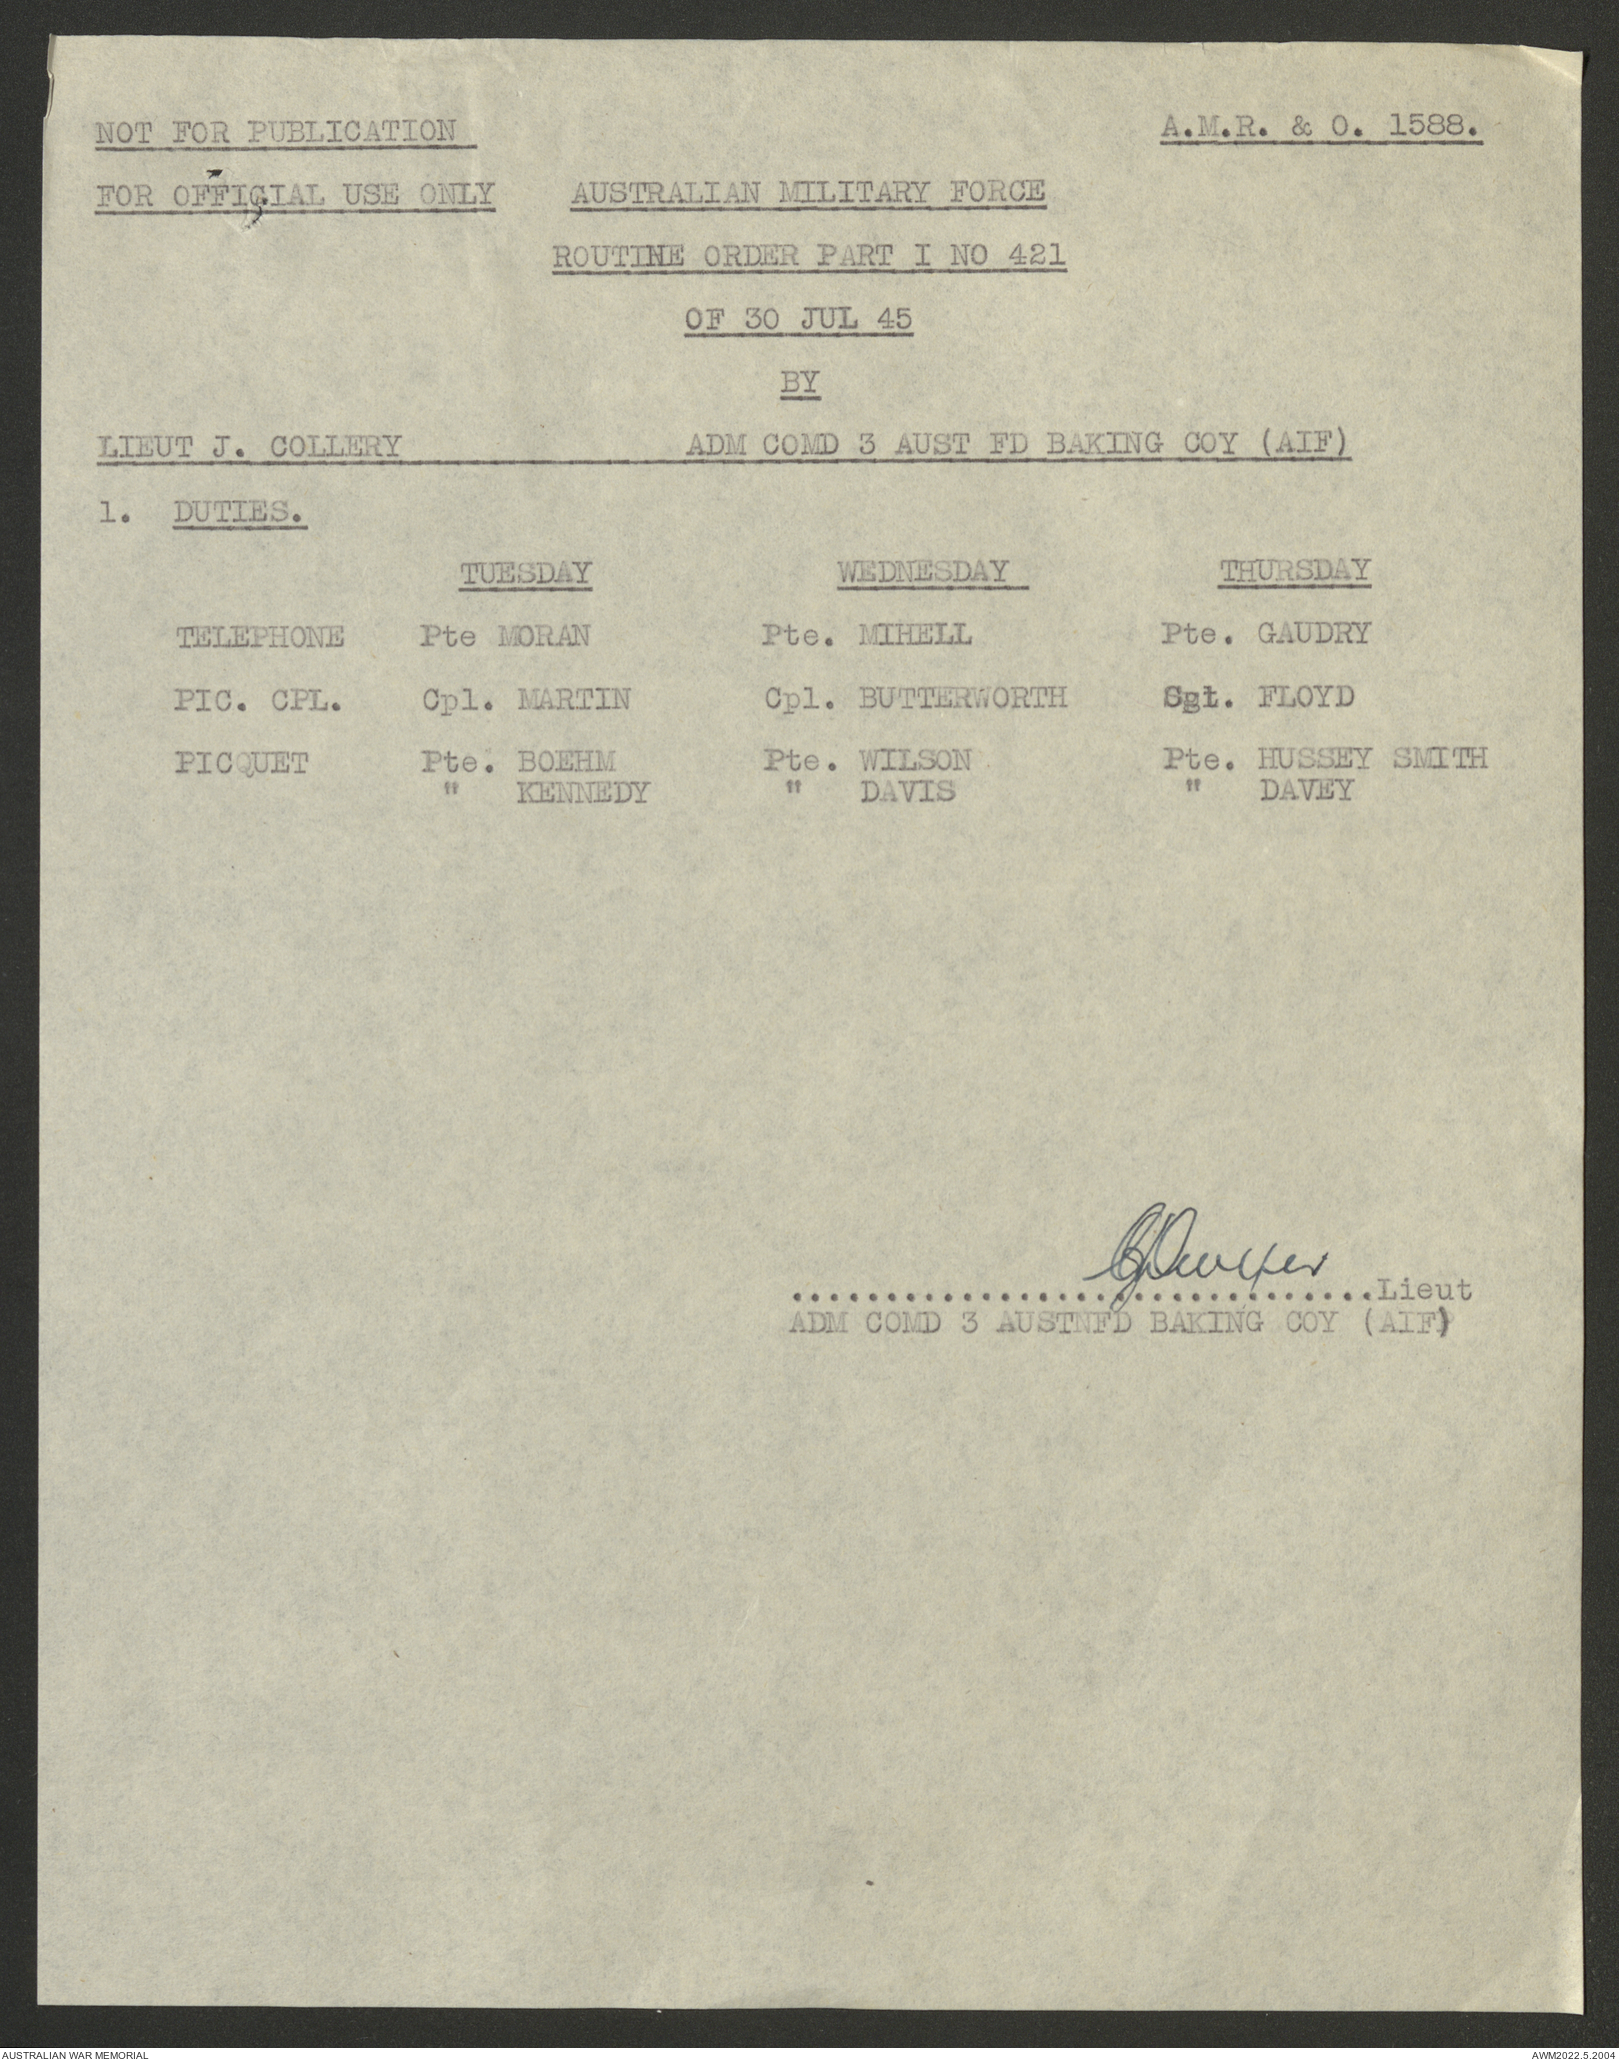 NOT FOR PUBLICATION A.M.R. & O. 1588.
FOR OFFICIAL USE ONLY AUSTRALIAN MILITARY FORCE
ROUTINE ORDER PART I NO 421
OF 30 JUL 45
BY
LIEUT J. COLLERY ADM COMD 3 AUST FD BAKING COY (AIF)
1. DUTIES.
TUESDAY WEDNESDAY THURSDAY
TELEPHONE Pte MORAN Pte. MIHELL Pte. GAUDRY
PIC. CPL. Cpl. MARTIN Cpl. BUTTERWORTH Sgt. FLOYD
PICQUET Pte. BOEHM Pte. WILSON Pte. HUSSEY SMITH
" KENNEDY " DAVIS " DAVEY
...............................Lieut
ADM COMD 3 AUSTNFD BAKING COY (AIF)
AUSTRALIAN WAR MEMORIAL AWM2022.5.2004